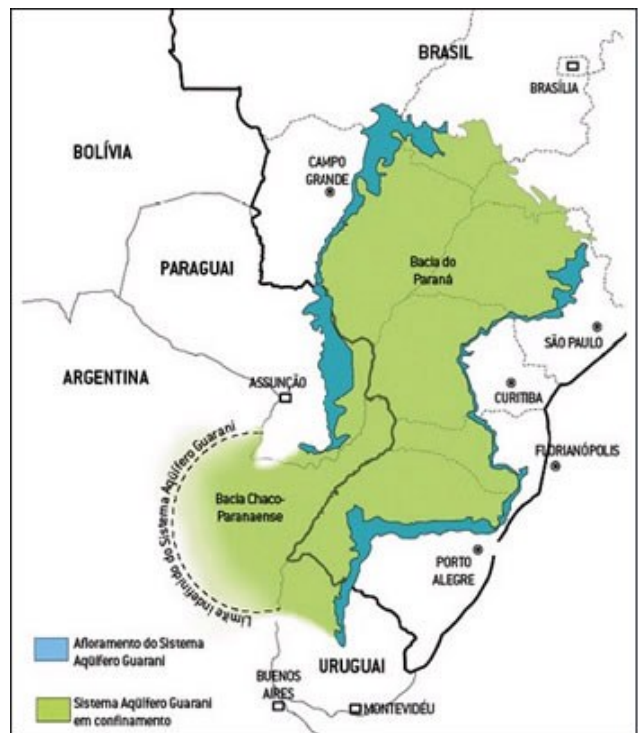 BRASIL
BRASÍLIA
BOLÍVIA
CAMPO
GRANDE
PARAGUAI
Bacia do
Paraná
SÃO PAULO
ARGENTINA
ASSUNÇÃO
CURITIBA
FLORIANÓPOLIS
Limite indefinido do Sistema Aqüífero Guarani
Bacia Chaco-
Paranaense
PORTO
ALEGRE
Afloramento do Sistema
Aqüífero Guarani
URUGUAI
BUENOS
AIRES
MONTEVIDÉU
Sistema Aqüífero Guarani
em confinamento